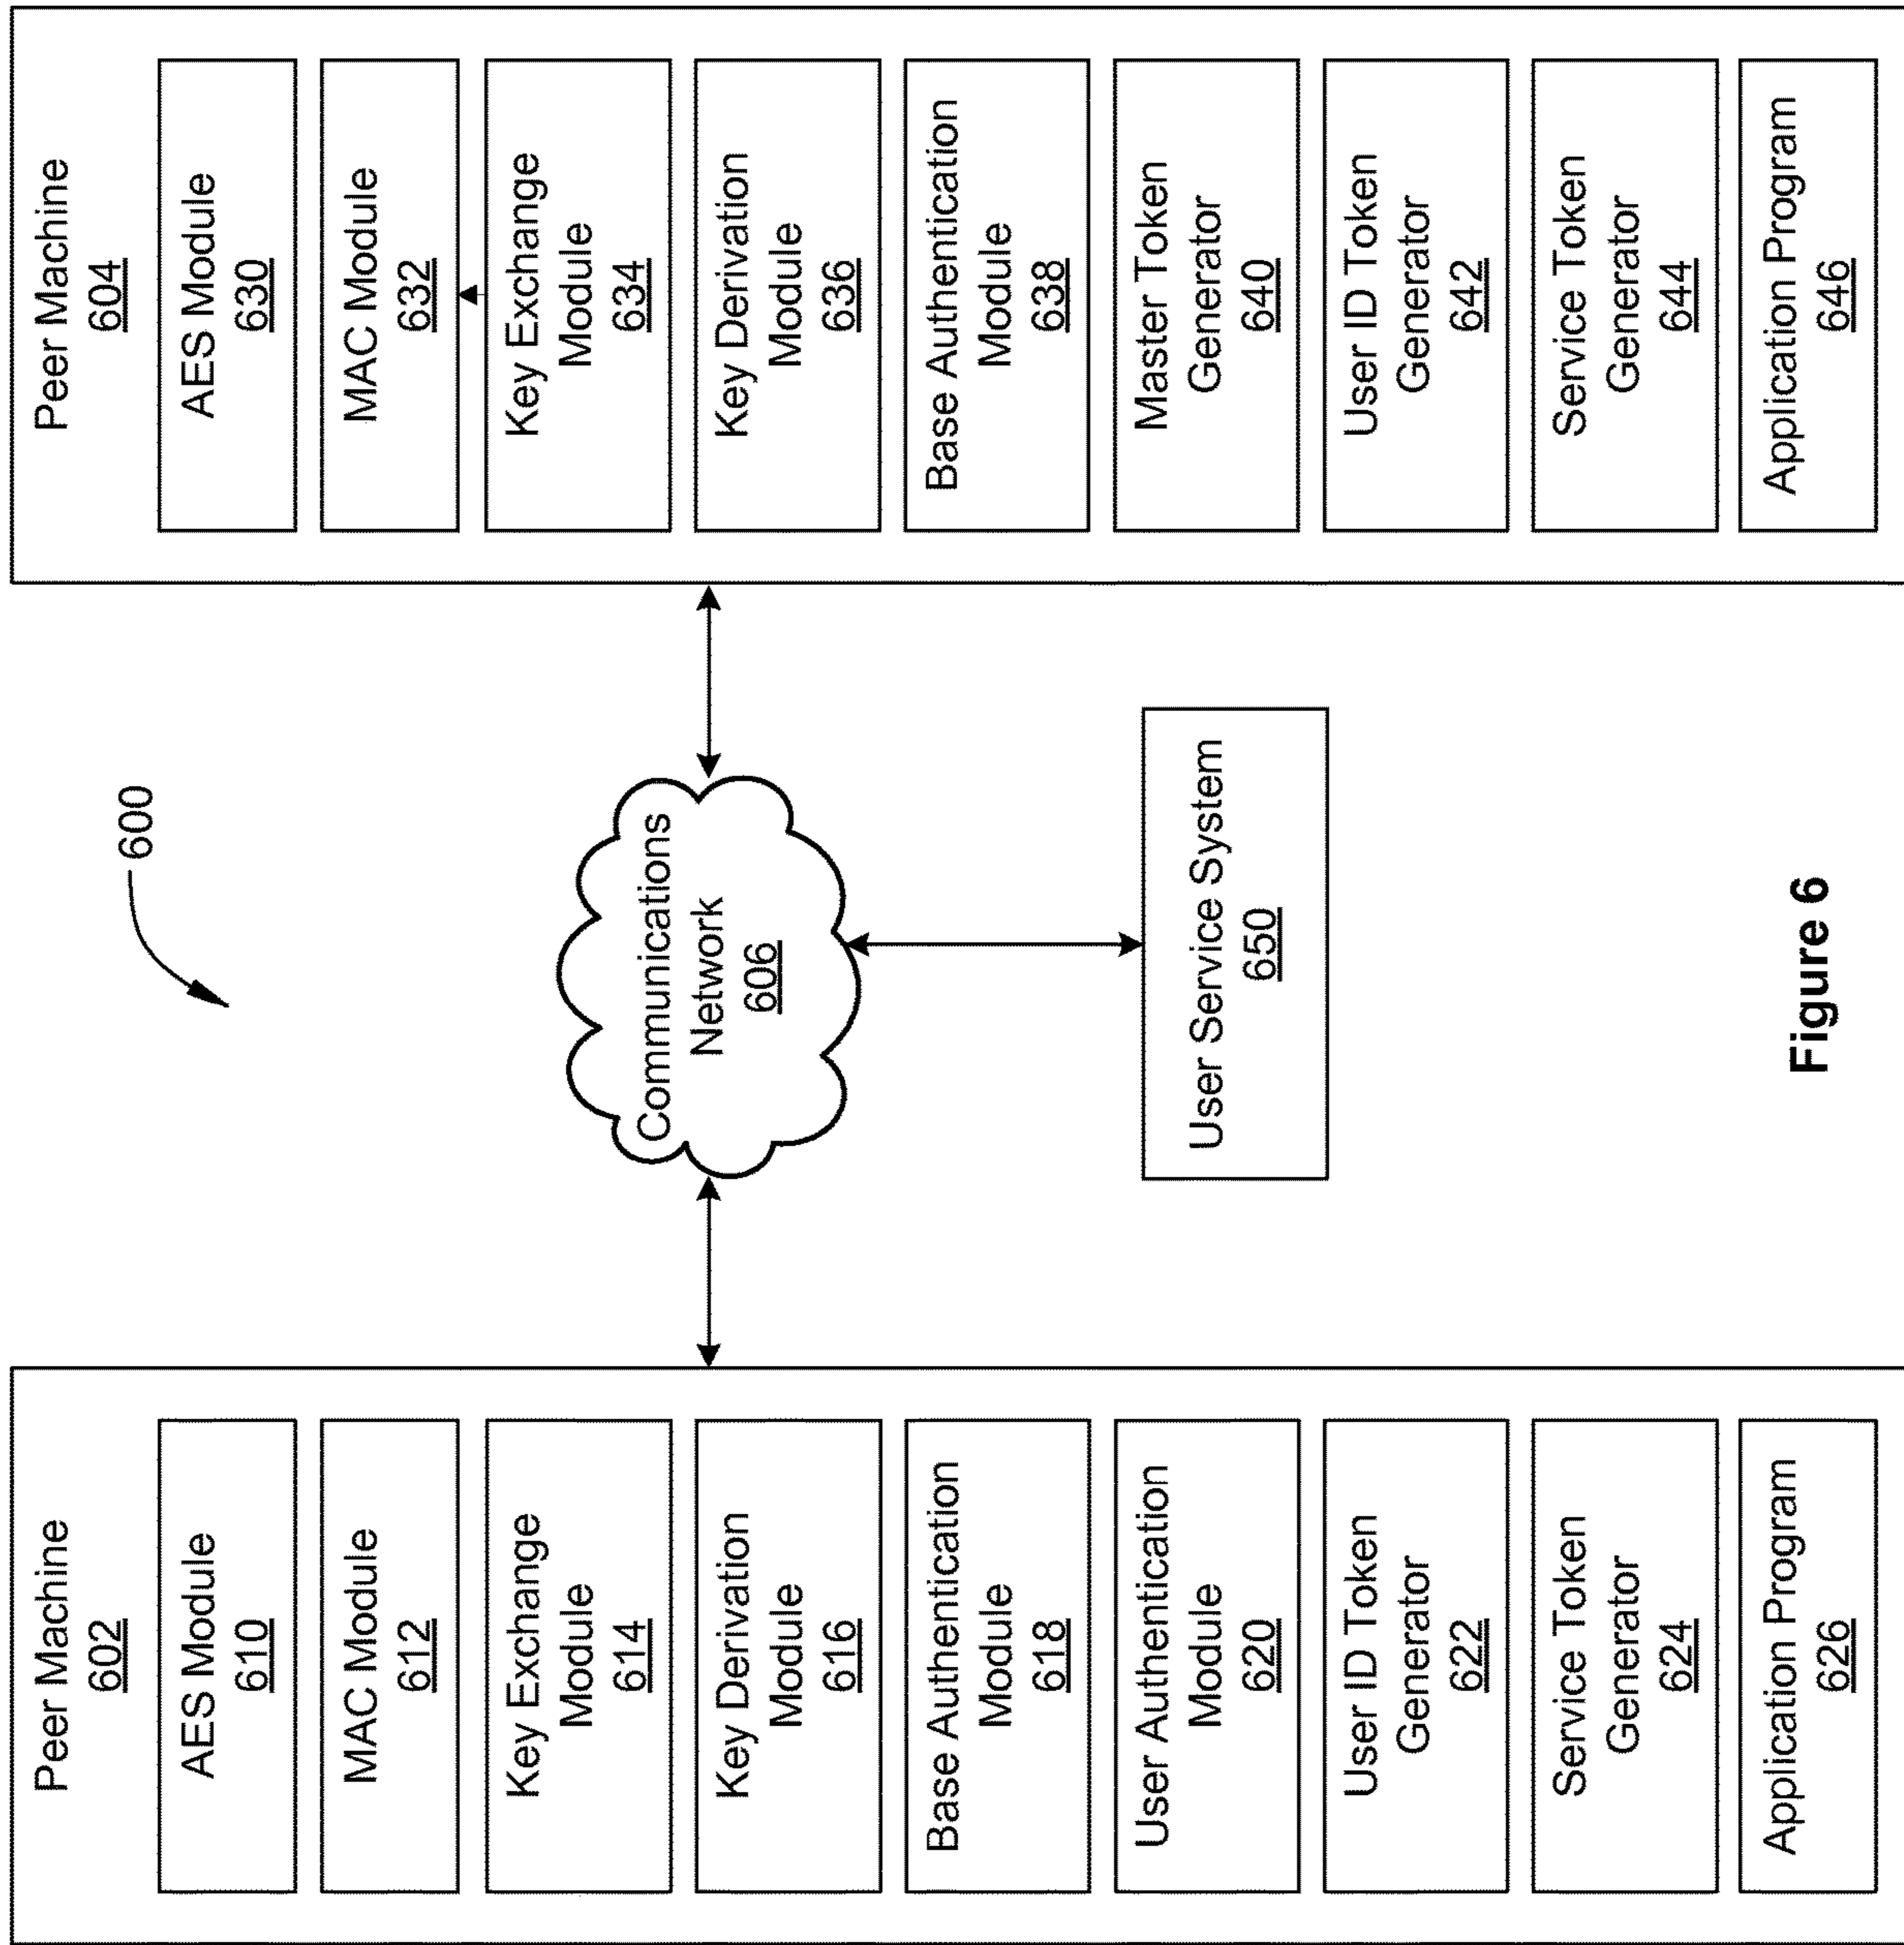 600
Peer Machine
602
AES Module
610
MAC Module
612
Key Exchange
Module
614
Key Derivation
Module
616
Base Authentication
Module
618
User Authentication
Module
620
User ID Token
Generator
622
Service Token
Generator
624
Application Program
626
Communications
Network
606
User Service System
650
Peer Machine
604
AES Module
630
MAC Module
632
Key Exchange
Module
634
Key Derivation
Module
636
Base Authentication
Module
638
Master Token
Generator
640
User ID Token
Generator
642
Service Token
Generator
644
Application Program
646
Figure 6